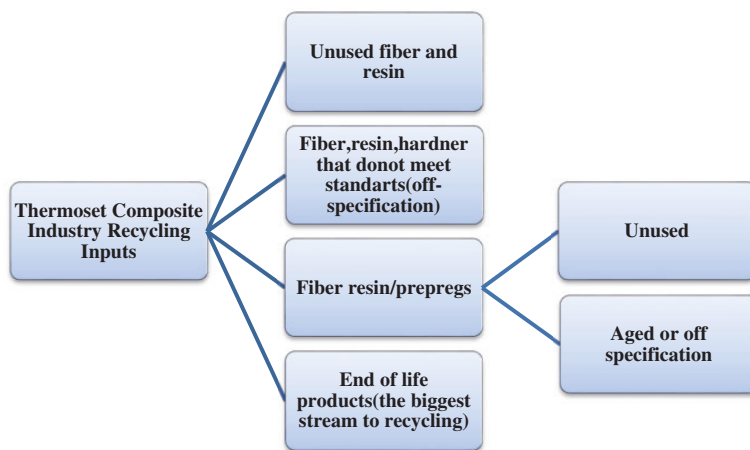 Thermoset Composite
Industry Recycling
Inputs
Unused fiber and
resin
Fiber,resin,hardner
that donot meet
standarts(off-
specification)
Fiber resin/prepregs
End of life
products(the biggest
stream to recycling)
Unused
Aged or off
specification